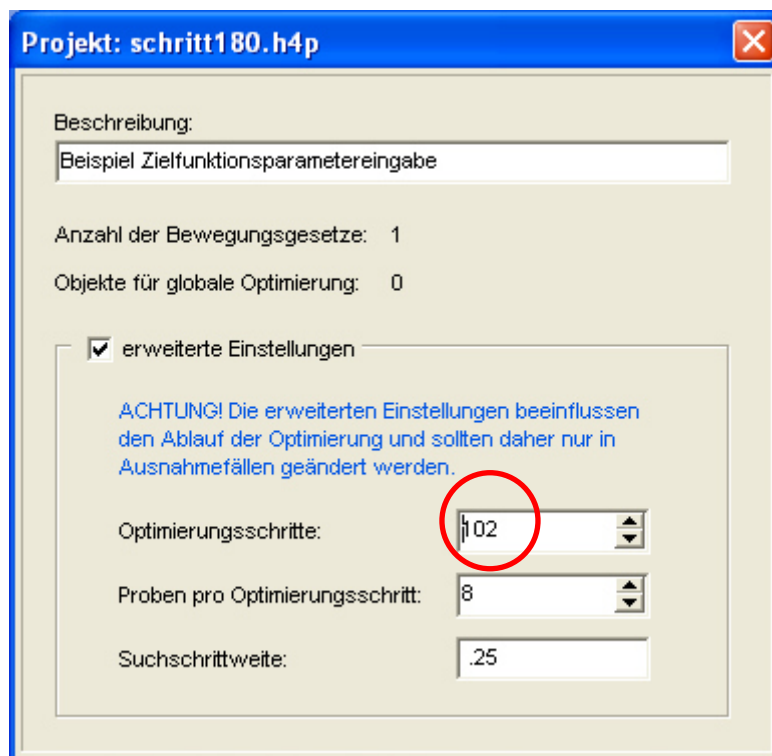 Projekt: schritt180.h4p
Beschreibung:
Beispiel Zielfunktionsparametereingabe
Anzahl der Bewegungsgesetze: 1
Objekte für globale Optimierung: 0
erweiterte Einstellungen
ACHTUNG! Die erweiterten Einstellungen beeinflussen
den Ablauf der Optimierung und sollten daher nur in
Ausnahmefällen geändert werden.
Optimierungsschritte: 102
Proben pro Optimierungsschritt: 8
Suchschrittweite: .25